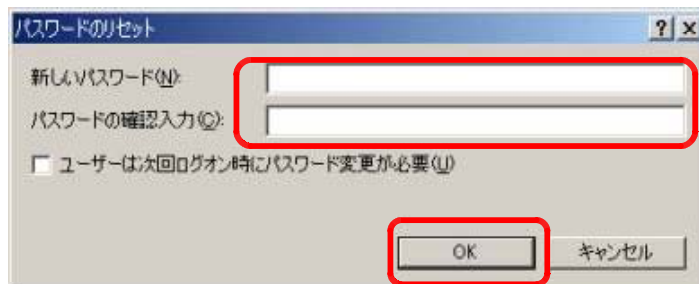 パスワードのリセット
新しいパスワード(N):
パスワードの確認入力(C):
ユーザーは次回ログオン時にパスワード変更が必要(U)
OK キャンセル